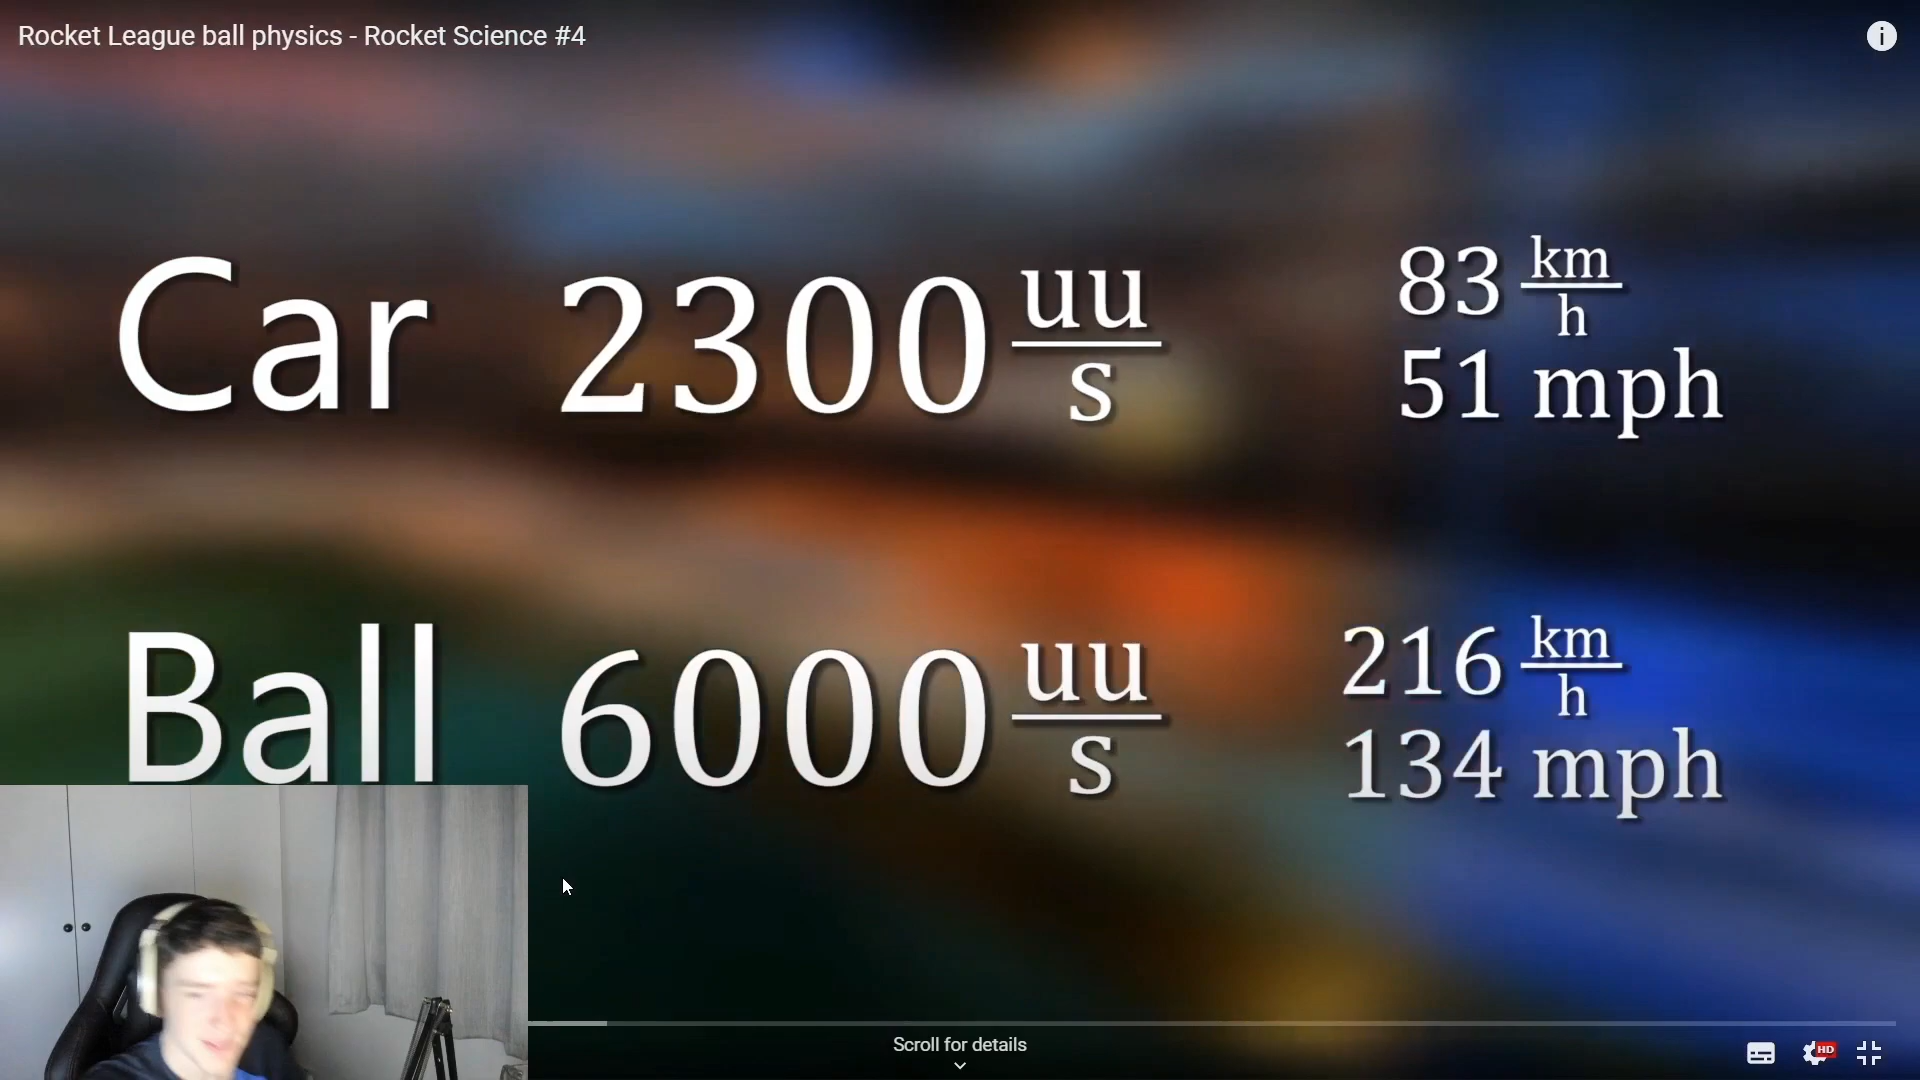 Rocket League ball physics - Rocket Science #4
Car 2300 uu/s 83 km/h
51 mph
Ball 6000 uu/s 216 km/h
134 mph
Scroll for details
HD